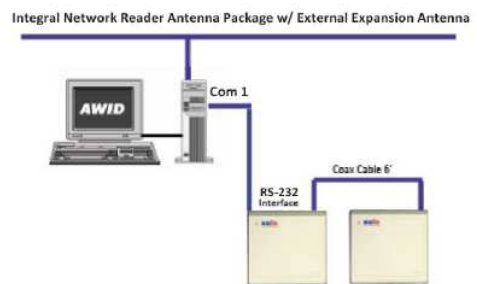 Integral Network Reader Antenna Package w/ External Expansion Antenna
Com 1
AWID
Coax Cable 6'
RS-232
Interface